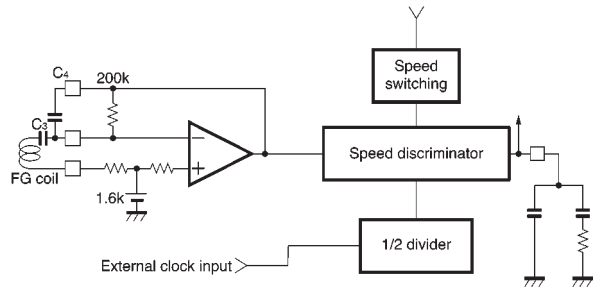 Speed
switching
C4
200k
C3
−
+
Speed discriminator
FG coil
1.6k
1/2 divider
External clock input